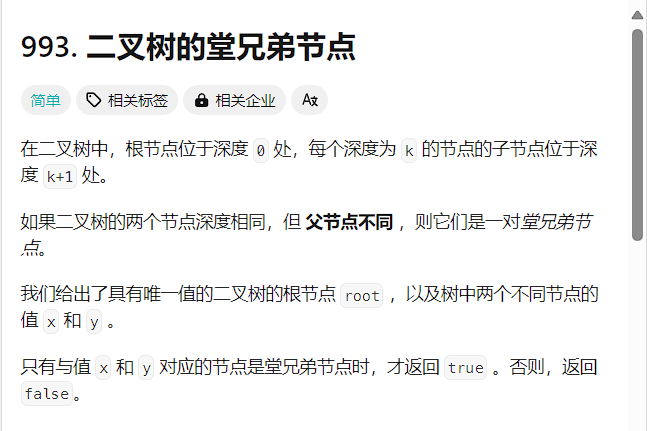 993. 二叉树的堂兄弟节点
简单 相关标签 相关企业
在二叉树中，根节点位于深度 0 处，每个深度为 k 的节点的子节点位于深
度 k+1 处。
如果二叉树的两个节点深度相同，但 父节点不同 ，则它们是一对堂兄弟节
点。
我们给出了具有唯一值的二叉树的根节点 root ，以及树中两个不同节点的
值 x 和 y 。
只有与值 x 和 y 对应的节点是堂兄弟节点时，才返回 true 。否则，返回
false。